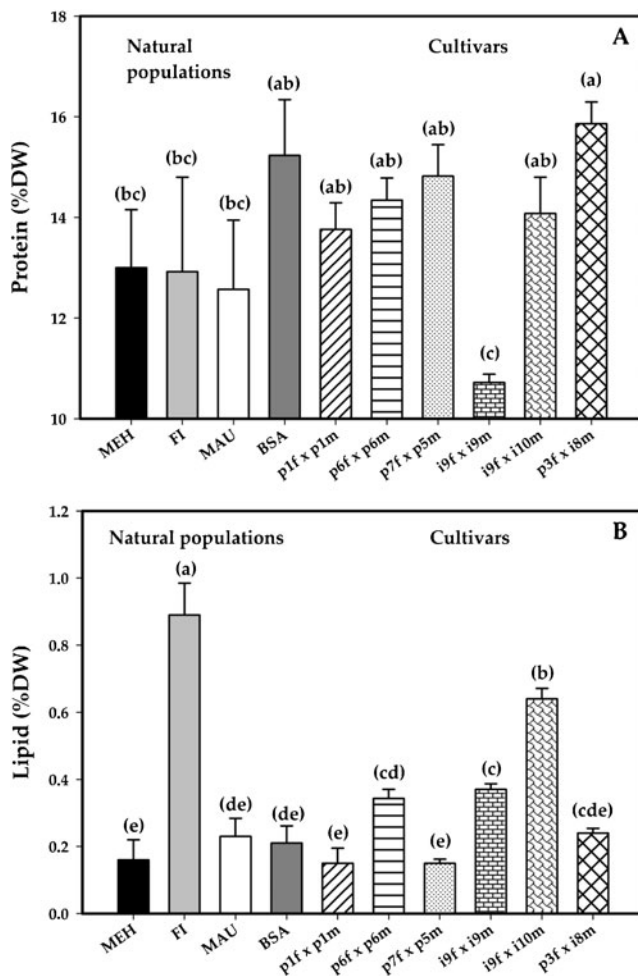 A
Natural
populations
Cultivars
Protein (%DW)
18
16
14
12
10
(bc)
(bc)
(bc)
(ab)
(ab)
(ab)
(ab)
(c)
(ab)
(a)
MEH
FI
MAU
BSA
p1f x p1m
p6f x p6m
p7f x p5m
i9f x i9m
i9f x i10m
p3f x i8m
B
Natural populations
Cultivars
Lipid (%DW)
1.2
1.0
0.8
0.6
0.4
0.2
0.0
(e)
(a)
(de)
(de)
(e)
(cd)
(e)
(c)
(b)
(cde)
MEH
FI
MAU
BSA
p1f x p1m
p6f x p6m
p7f x p5m
i9f x i9m
i9f x i10m
p3f x i8m